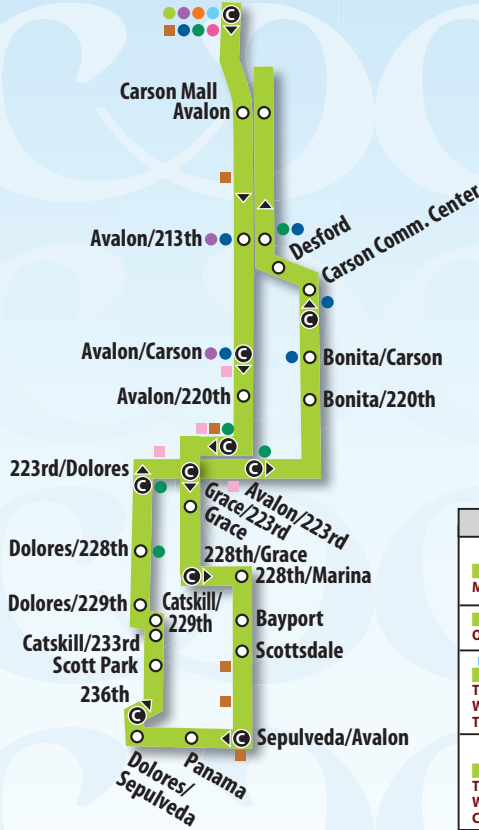 C
Carson Mall
Avalon
Avalon/213th
Desford
Carson Comm. Center
C
Avalon/Carson
C
Bonita/Carson
Avalon/220th
Bonita/220th
C
223rd/Dolores
C
C
C
Avalon/223rd
Grace/223rd
Grace
Dolores/228th
228th/Grace
C
228th/Marina
Catskill/
229th
Dolores/229th
Bayport
Catskill/233rd
Scottsdale
Scott Park
236th
C
C
Sepulveda/Avalon
Dolores/
Sepulveda
Panama
M
O
T
W
T
T
W
C